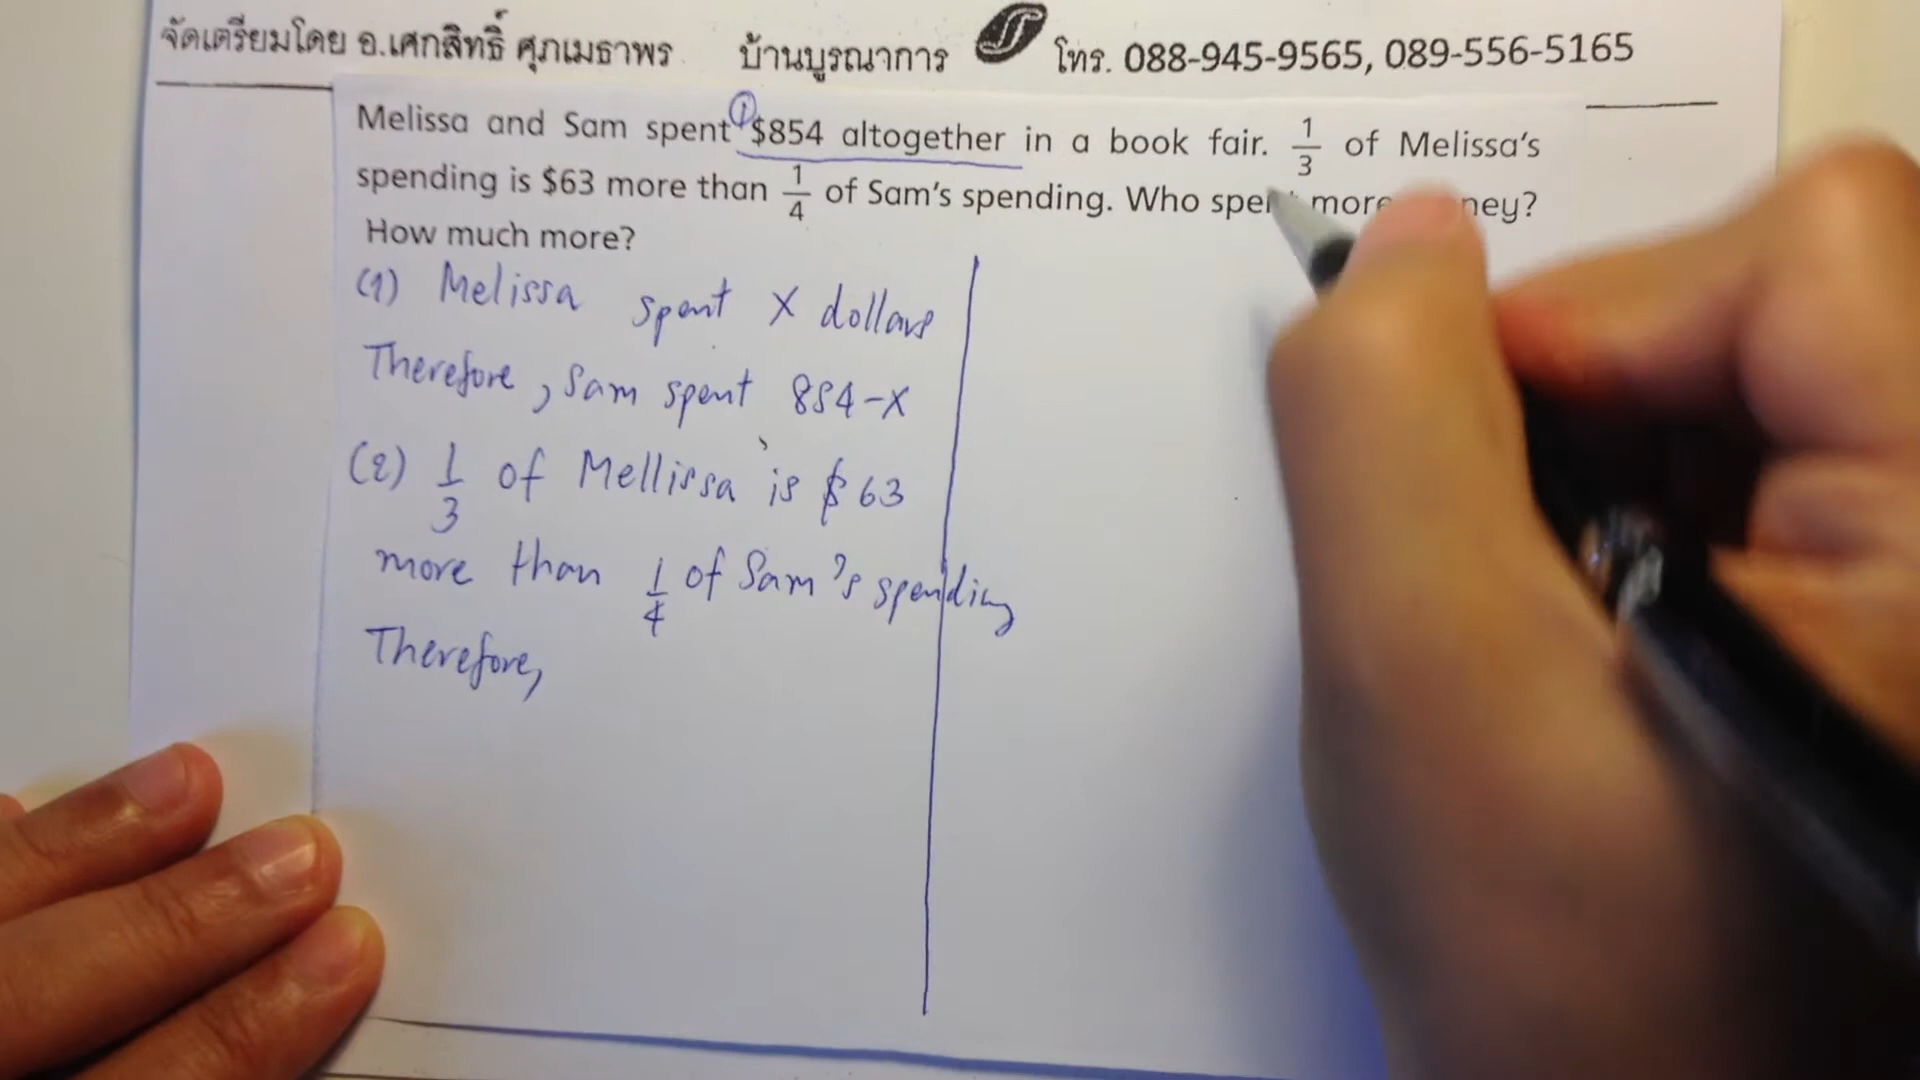 จัดเตรียมโดย อ.เศกสิทธิ์ ศุภเมธาพร บ้านบูรณาการ โทร. 088-945-9565, 089-556-5165
Melissa and Sam spent ① $854 altogether in a book fair. 1/3 of Melissa's
spending is $63 more than 1/4 of Sam's spending. Who spent more
How much more?
(1) Melissa spent x dollars
Therefore, Sam spent 854-x
(2) 1/3 of Mellissa is $63
more than 1/4 of Sam's spending
Therefore,